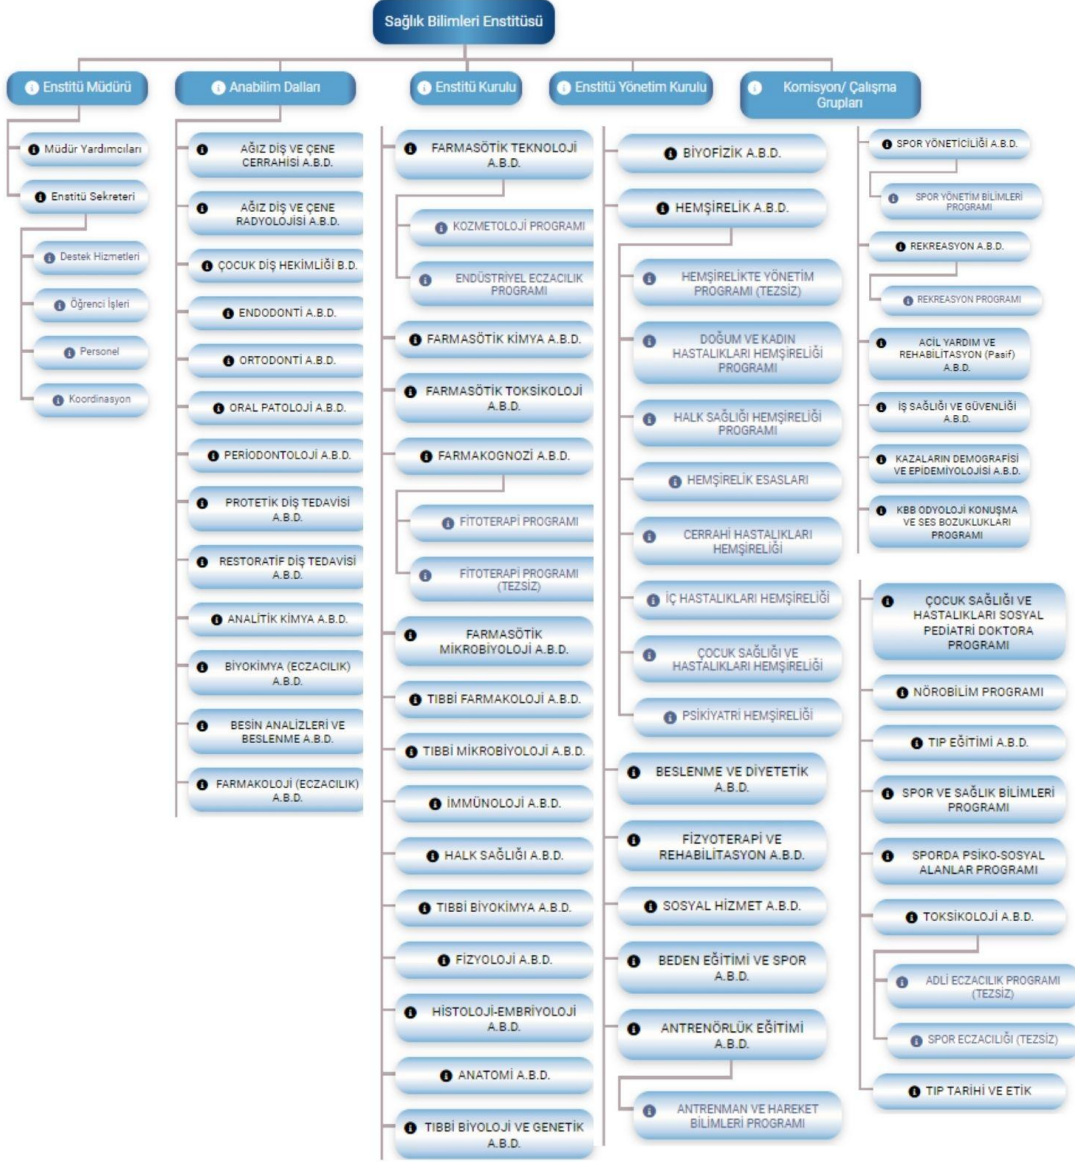 Sağlık Bilimleri Enstitüsü
Enstitü Müdürü
Anabilim Dalları
Enstitü Kurulu
Enstitü Yönetim Kurulu
Komisyon/ Çalışma
Grupları
Müdür Yardımcıları
Enstitü Sekreteri
Destek Hizmetleri
Öğrenci İşleri
Personel
Koordinasyon
AĞIZ DİŞ VE ÇENE
CERRAHİSİ A.B.D.
AĞIZ DİŞ VE ÇENE
RADYOLOJİSİ A.B.D.
ÇOCUK DİŞ HEKİMLİĞİ B.D.
ENDODONTİ A.B.D.
ORTODONTİ A.B.D.
ORAL PATOLOJİ A.B.D.
PERİODONTOLOJİ A.B.D.
PROTETİK DİŞ TEDAVİSİ
A.B.D.
RESTORATİF DİŞ TEDAVİSİ
A.B.D.
ANALİTİK KİMYA A.B.D.
BİYOKİMYA (ECZACILIK)
A.B.D.
BESİN ANALİZLERİ VE
BESLENME A.B.D.
FARMAKOLOJİ (ECZACILIK)
A.B.D.
FARMASÖTİK TEKNOLOJİ
A.B.D.
KOZMETOLOJİ PROGRAMI
ENDÜSTRİYEL ECZACILIK
PROGRAMI
FARMASÖTİK KİMYA A.B.D.
FARMASÖTİK TOKSİKOLOJİ
A.B.D.
FARMAKOGNOZİ A.B.D.
FİTOTERAPİ PROGRAMI
FİTOTERAPİ PROGRAMI
(TEZSİZ)
FARMASÖTİK
MİKROBİYOLOJİ A.B.D.
TIBBİ FARMAKOLOJİ A.B.D.
TIBBİ MİKROBİYOLOJİ A.B.D.
İMMÜNOLOJİ A.B.D.
HALK SAĞLIĞI A.B.D.
TIBBİ BİYOKİMYA A.B.D.
FİZYOLOJİ A.B.D.
HİSTOLOJİ-EMBRİYOLOJİ
A.B.D.
ANATOMİ A.B.D.
TIBBİ BİYOLOJİ VE GENETİK
A.B.D.
BİYOFİZİK A.B.D.
HEMŞİRELİK A.B.D.
HEMŞİRELİKTE YÖNETİM
PROGRAMI (TEZSİZ)
DOĞUM VE KADIN
HASTALIKLARI HEMŞİRELİĞİ
PROGRAMI
HALK SAĞLIĞI HEMŞİRELİĞİ
PROGRAMI
HEMŞİRELİK ESASLARI
CERRAHİ HASTALIKLARI
HEMŞİRELİĞİ
İÇ HASTALIKLARI HEMŞİRELİĞİ
ÇOCUK SAĞLIĞI VE
HASTALIKLARI HEMŞİRELİĞİ
PSİKİYATRİ HEMŞİRELİĞİ
BESLENME VE DİYETETİK
A.B.D.
FİZYOTERAPİ VE
REHABİLİTASYON A.B.D.
SOSYAL HİZMET A.B.D.
BEDEN EĞİTİMİ VE SPOR
A.B.D.
ANTRENÖRLÜK EĞİTİMİ
A.B.D.
ANTRENMAN VE HAREKET
BİLİMLERİ PROGRAMI
SPOR YÖNETİCİLİĞİ A.B.D.
SPOR YÖNETİM BİLİMLERİ
PROGRAMI
REKREASYON A.B.D.
REKREASYON PROGRAMI
ACİL YARDIM VE
REHABİLİTASYON (Pasif)
A.B.D.
İŞ SAĞLIĞI VE GÜVENLİĞİ
A.B.D.
KAZALARIN DEMOGRAFİSİ
VE EPİDEMİYOLOJİSİ A.B.D.
KBB ODYOLOJİ KONUŞMA
VE SES BOZUKLUKLARI
PROGRAMI
ÇOCUK SAĞLIĞI VE
HASTALIKLARI SOSYAL
PEDİATRİ DOKTORA
PROGRAMI
NÖROBİLİM PROGRAMI
TIP EĞİTİMİ A.B.D.
SPOR VE SAĞLIK BİLİMLERİ
PROGRAMI
SPORDA PSİKO-SOSYAL
ALANLAR PROGRAMI
TOKSİKOLOJİ A.B.D.
ADLİ ECZACILIK PROGRAMI
(TEZSİZ)
SPOR ECZACILIĞI (TEZSİZ)
TIP TARİHİ VE ETİK